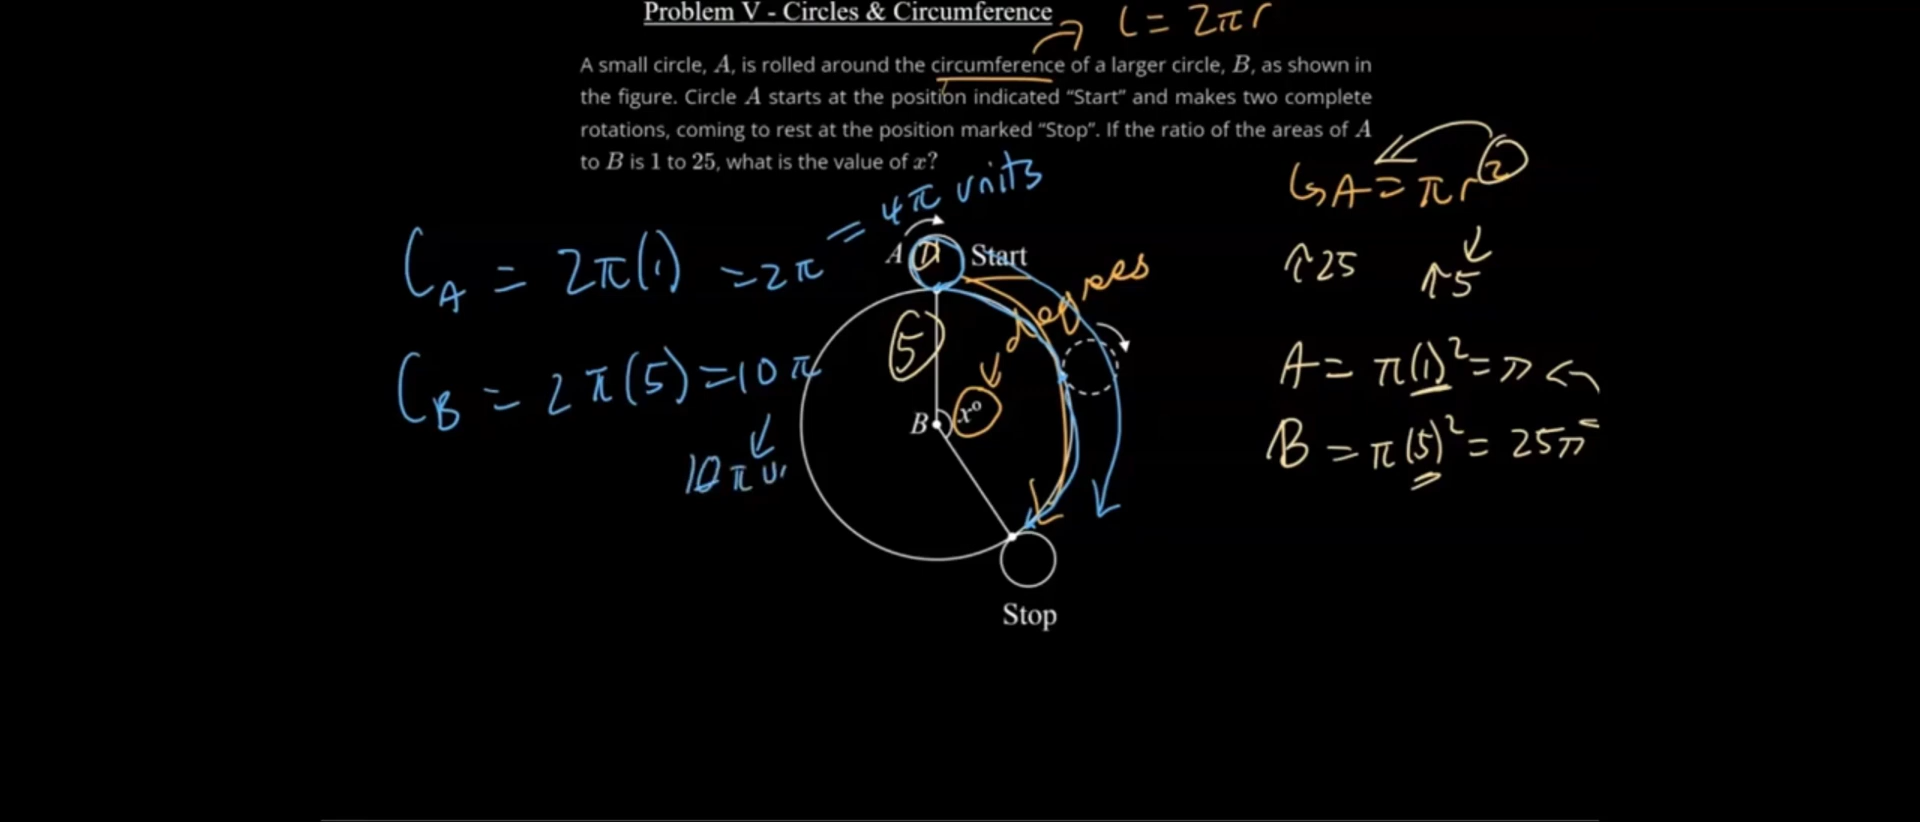 Problem V - Circles & Circumference
C = 2πr
A small circle, A, is rolled around the circumference of a larger circle, B, as shown in
the figure. Circle A starts at the position indicated “Start” and makes two complete
rotations, coming to rest at the position marked “Stop”. If the ratio of the areas of A
to B is 1 to 25, what is the value of x?
A = πr²
↑25 ↑5
C_A = 2π(1) = 2π = 4π units
A Start
degrees
5
A = π(1)² = π
C_B = 2π(5) = 10π
B x°
B = π(5)² = 25π
10π
Stop